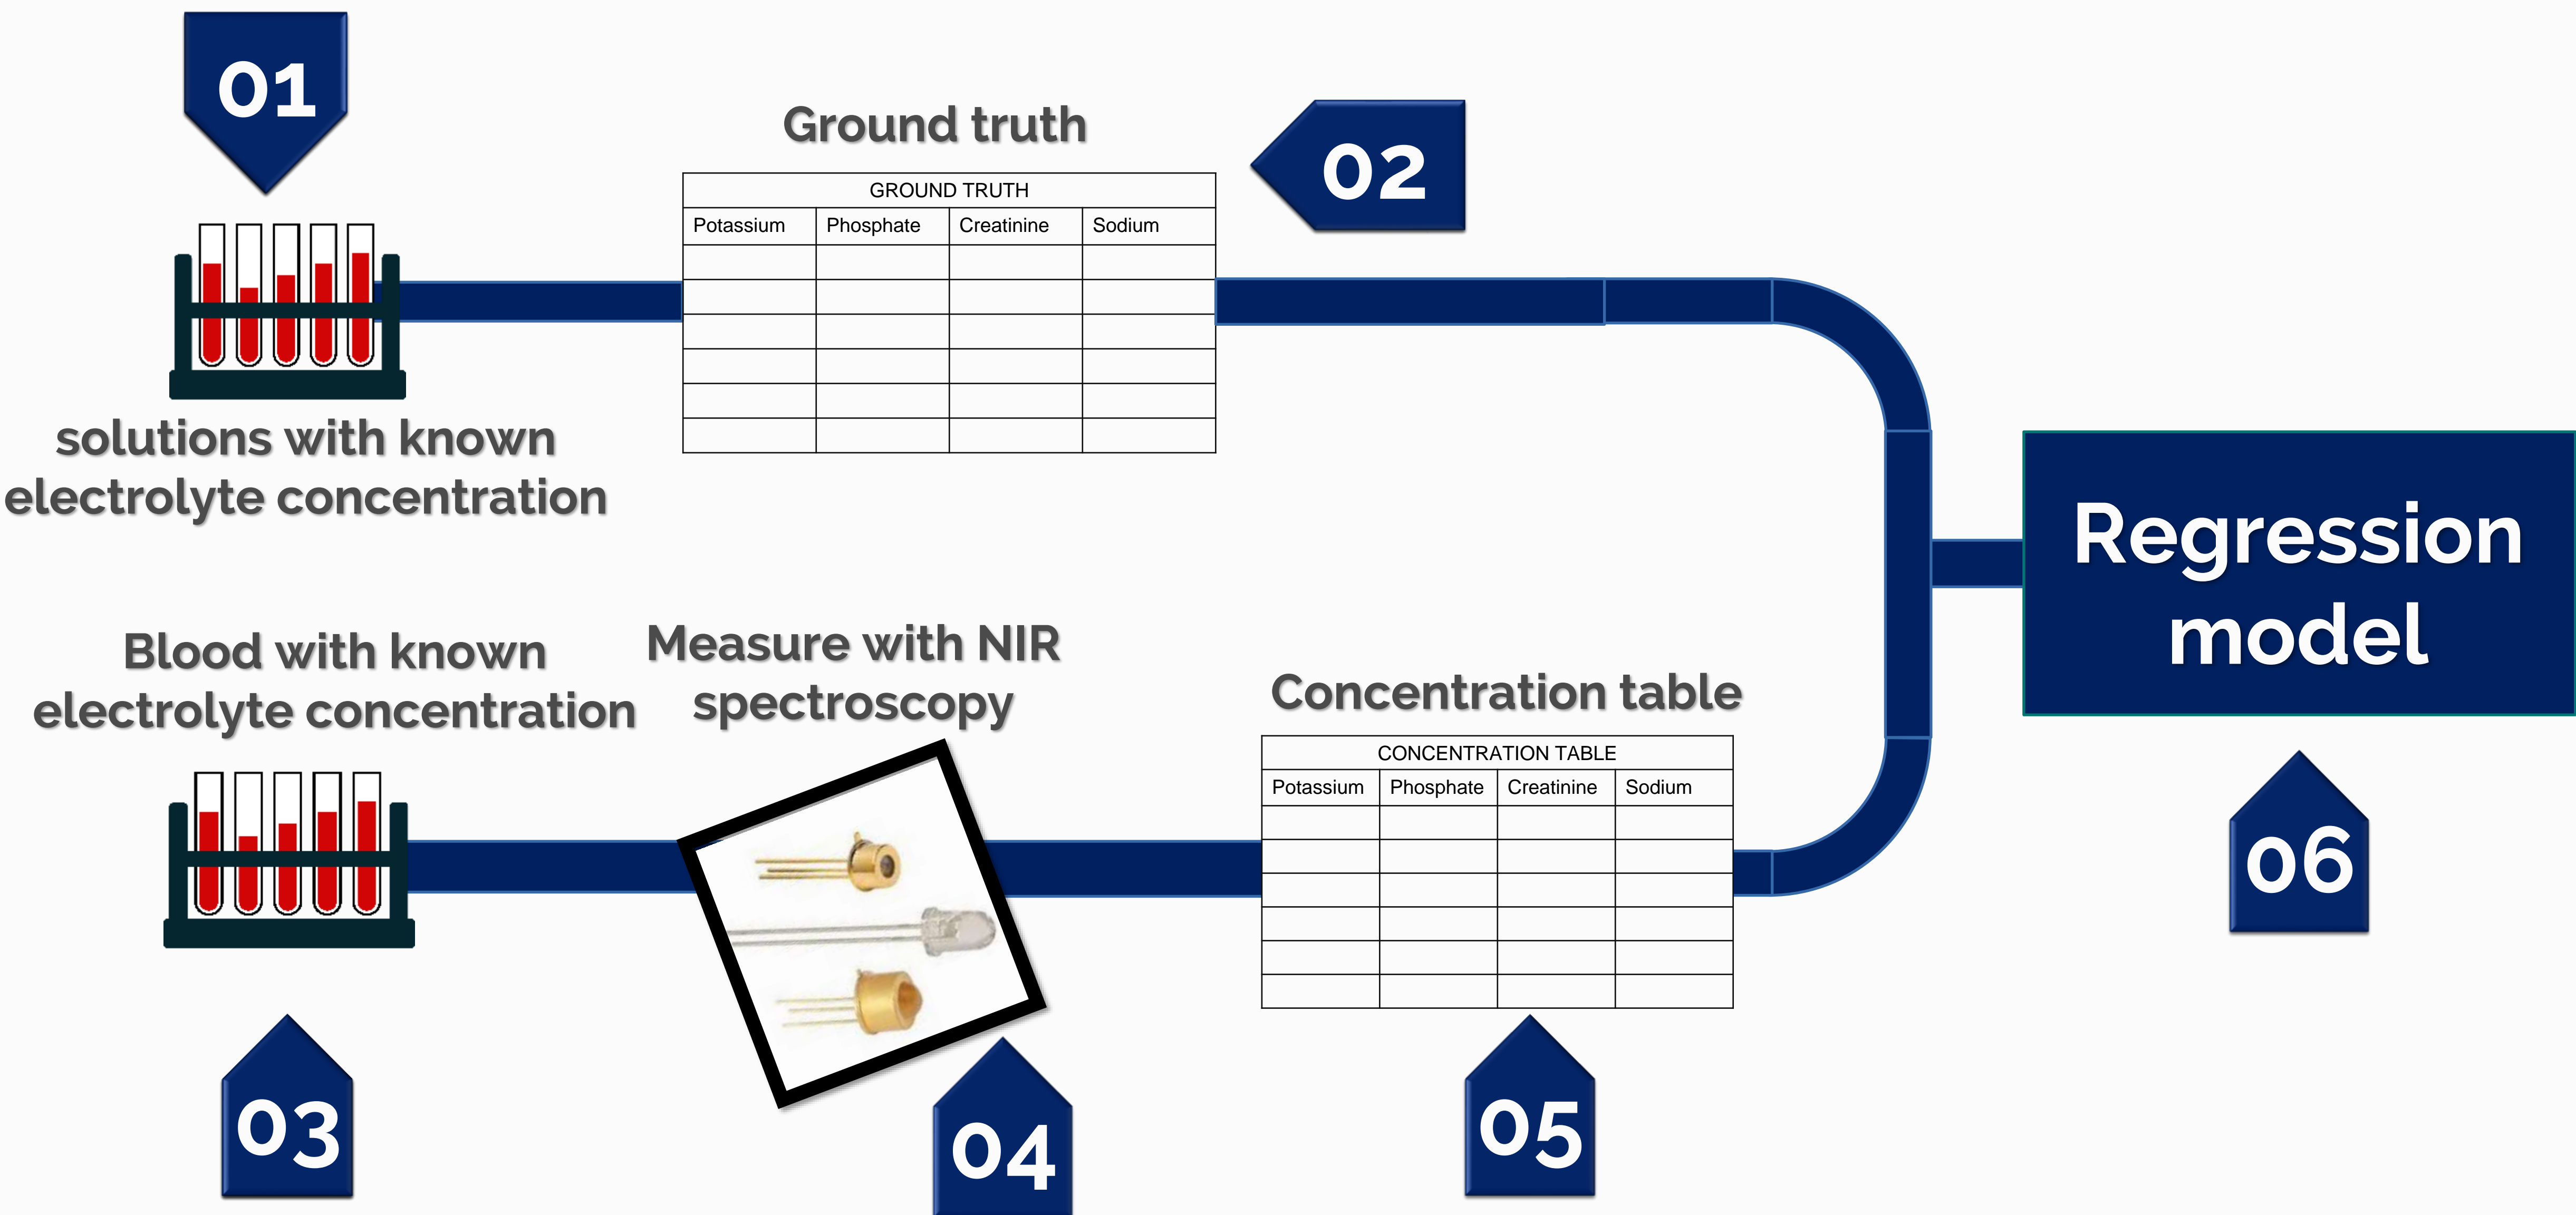 01
Ground truth
02
GROUND TRUTH
Potassium Phosphate Creatinine Sodium
solutions with known
electrolyte concentration
Regression
model
Blood with known
electrolyte concentration
Measure with NIR
spectroscopy
Concentration table
CONCENTRATION TABLE
Potassium Phosphate Creatinine Sodium
03
04
05
06